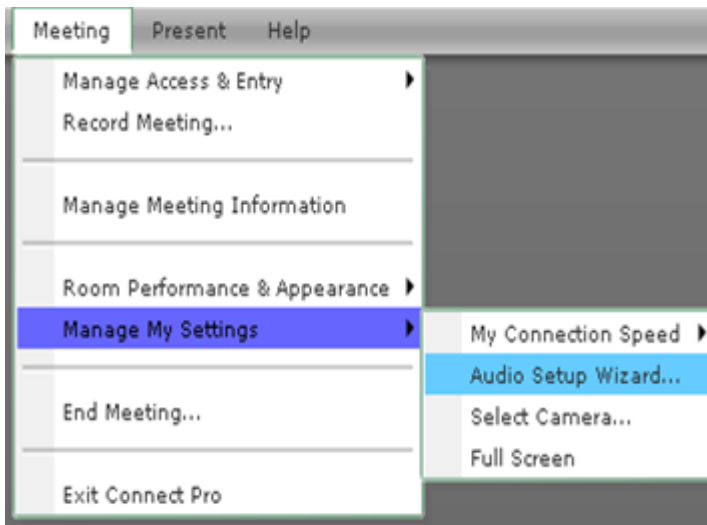 Meeting Present Help
Manage Access & Entry
Record Meeting...
Manage Meeting Information
Room Performance & Appearance
Manage My Settings
My Connection Speed
Audio Setup Wizard...
Select Camera...
Full Screen
End Meeting...
Exit Connect Pro